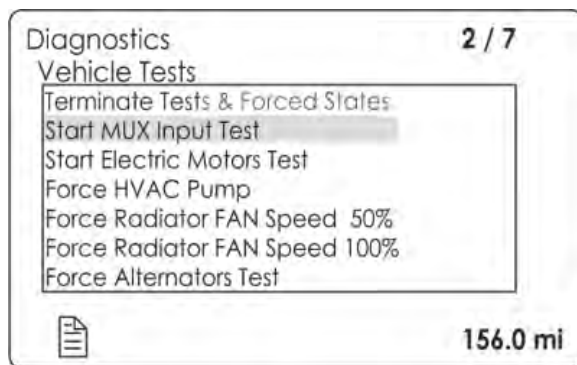 Diagnostics 2 / 7
Vehicle Tests
Terminate Tests & Forced States
Start MUX Input Test
Start Electric Motors Test
Force HVAC Pump
Force Radiator FAN Speed 50%
Force Radiator FAN Speed 100%
Force Alternators Test
156.0 mi